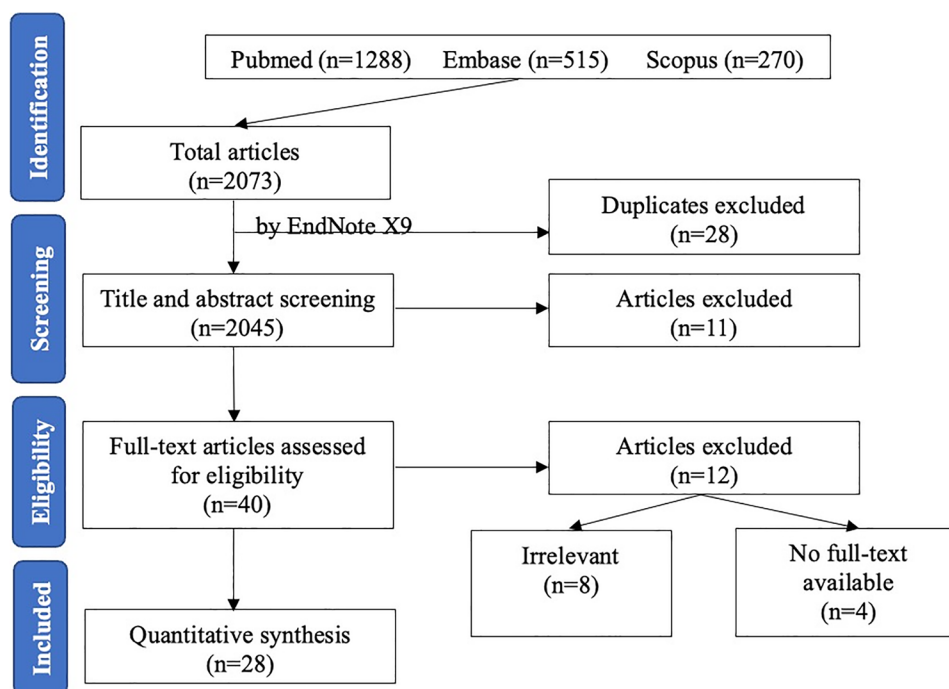 Identification
Pubmed (n=1288) Embase (n=515) Scopus (n=270)
Total articles
(n=2073)
by EndNote X9
Duplicates excluded
(n=28)
Screening
Title and abstract screening
(n=2045)
Articles excluded
(n=11)
Eligibility
Full-text articles assessed
for eligibility
(n=40)
Articles excluded
(n=12)
Irrelevant
(n=8)
No full-text
available
(n=4)
Included
Quantitative synthesis
(n=28)